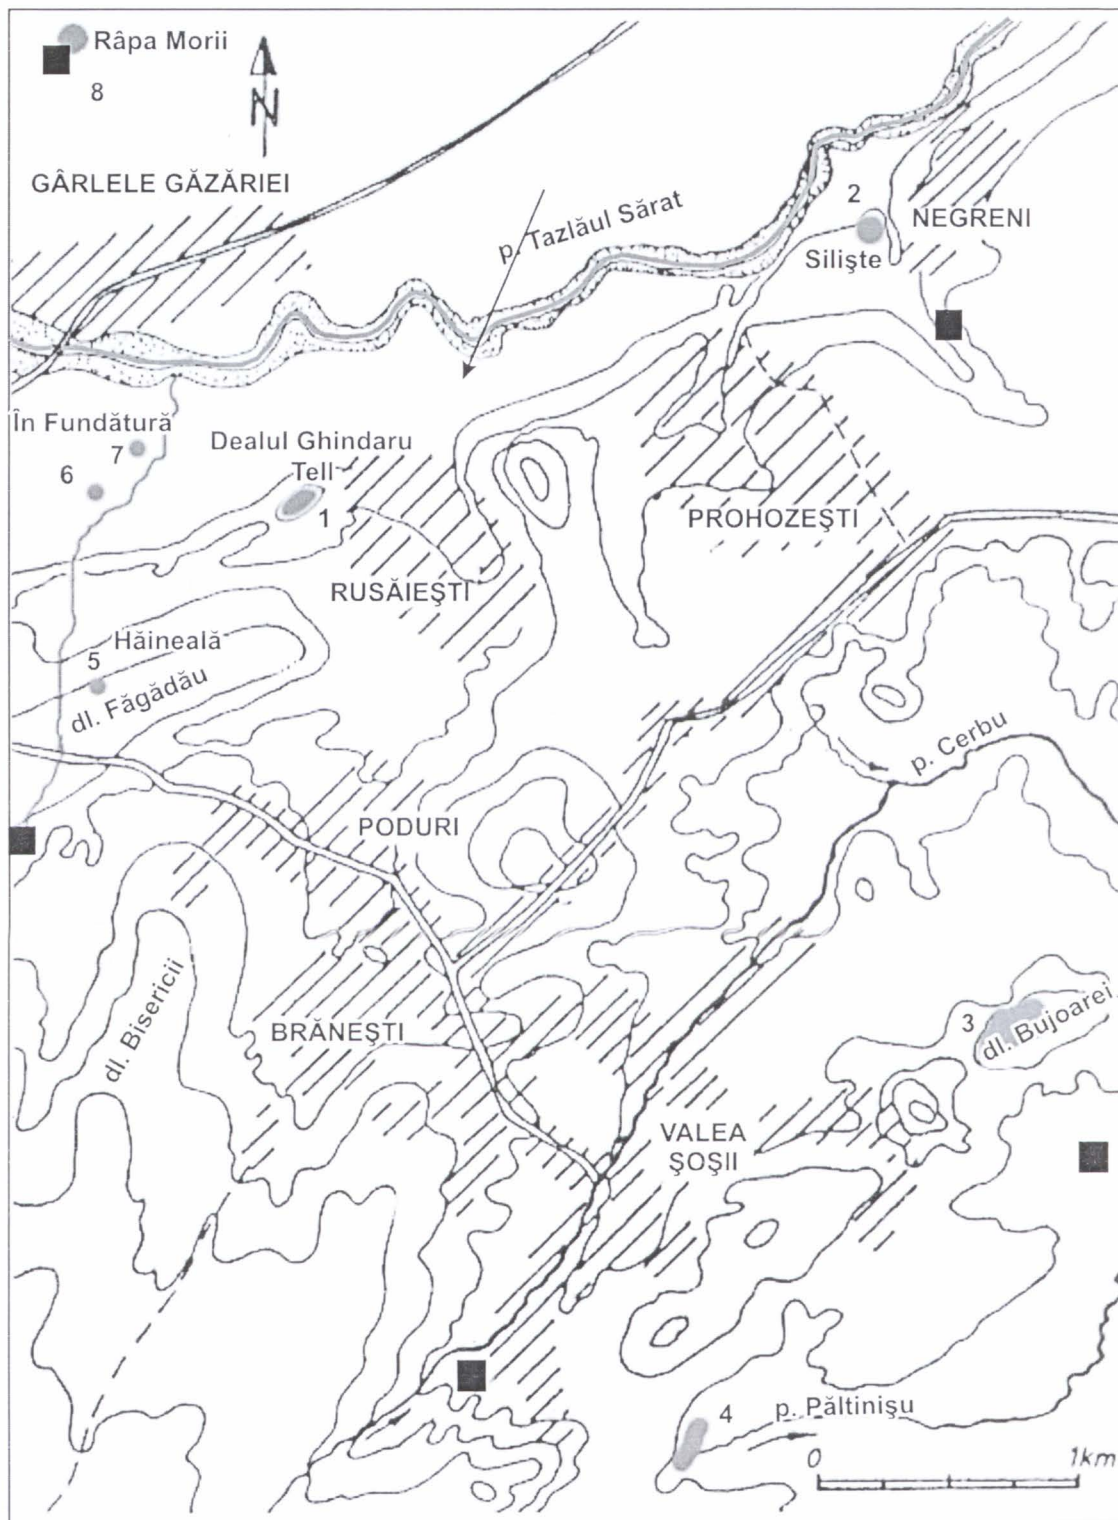 Râpa Morii
8
N
GÂRLELE GĂZĂRIEI
p. Tazlăul Sărat
2
NEGRENI
Silişte
În Fundătură
7
6
Dealul Ghindaru
Tell
1
PROHOZEŞTI
RUSĂIEŞTI
Hăineală
5
dl. Făgădău
p. Cerbu
PODURI
dl. Bisericii
BRĂNEŞTI
3
dl. Bujoarei
VALEA
ŞOŞII
4
p. Păltinişu
0
1km